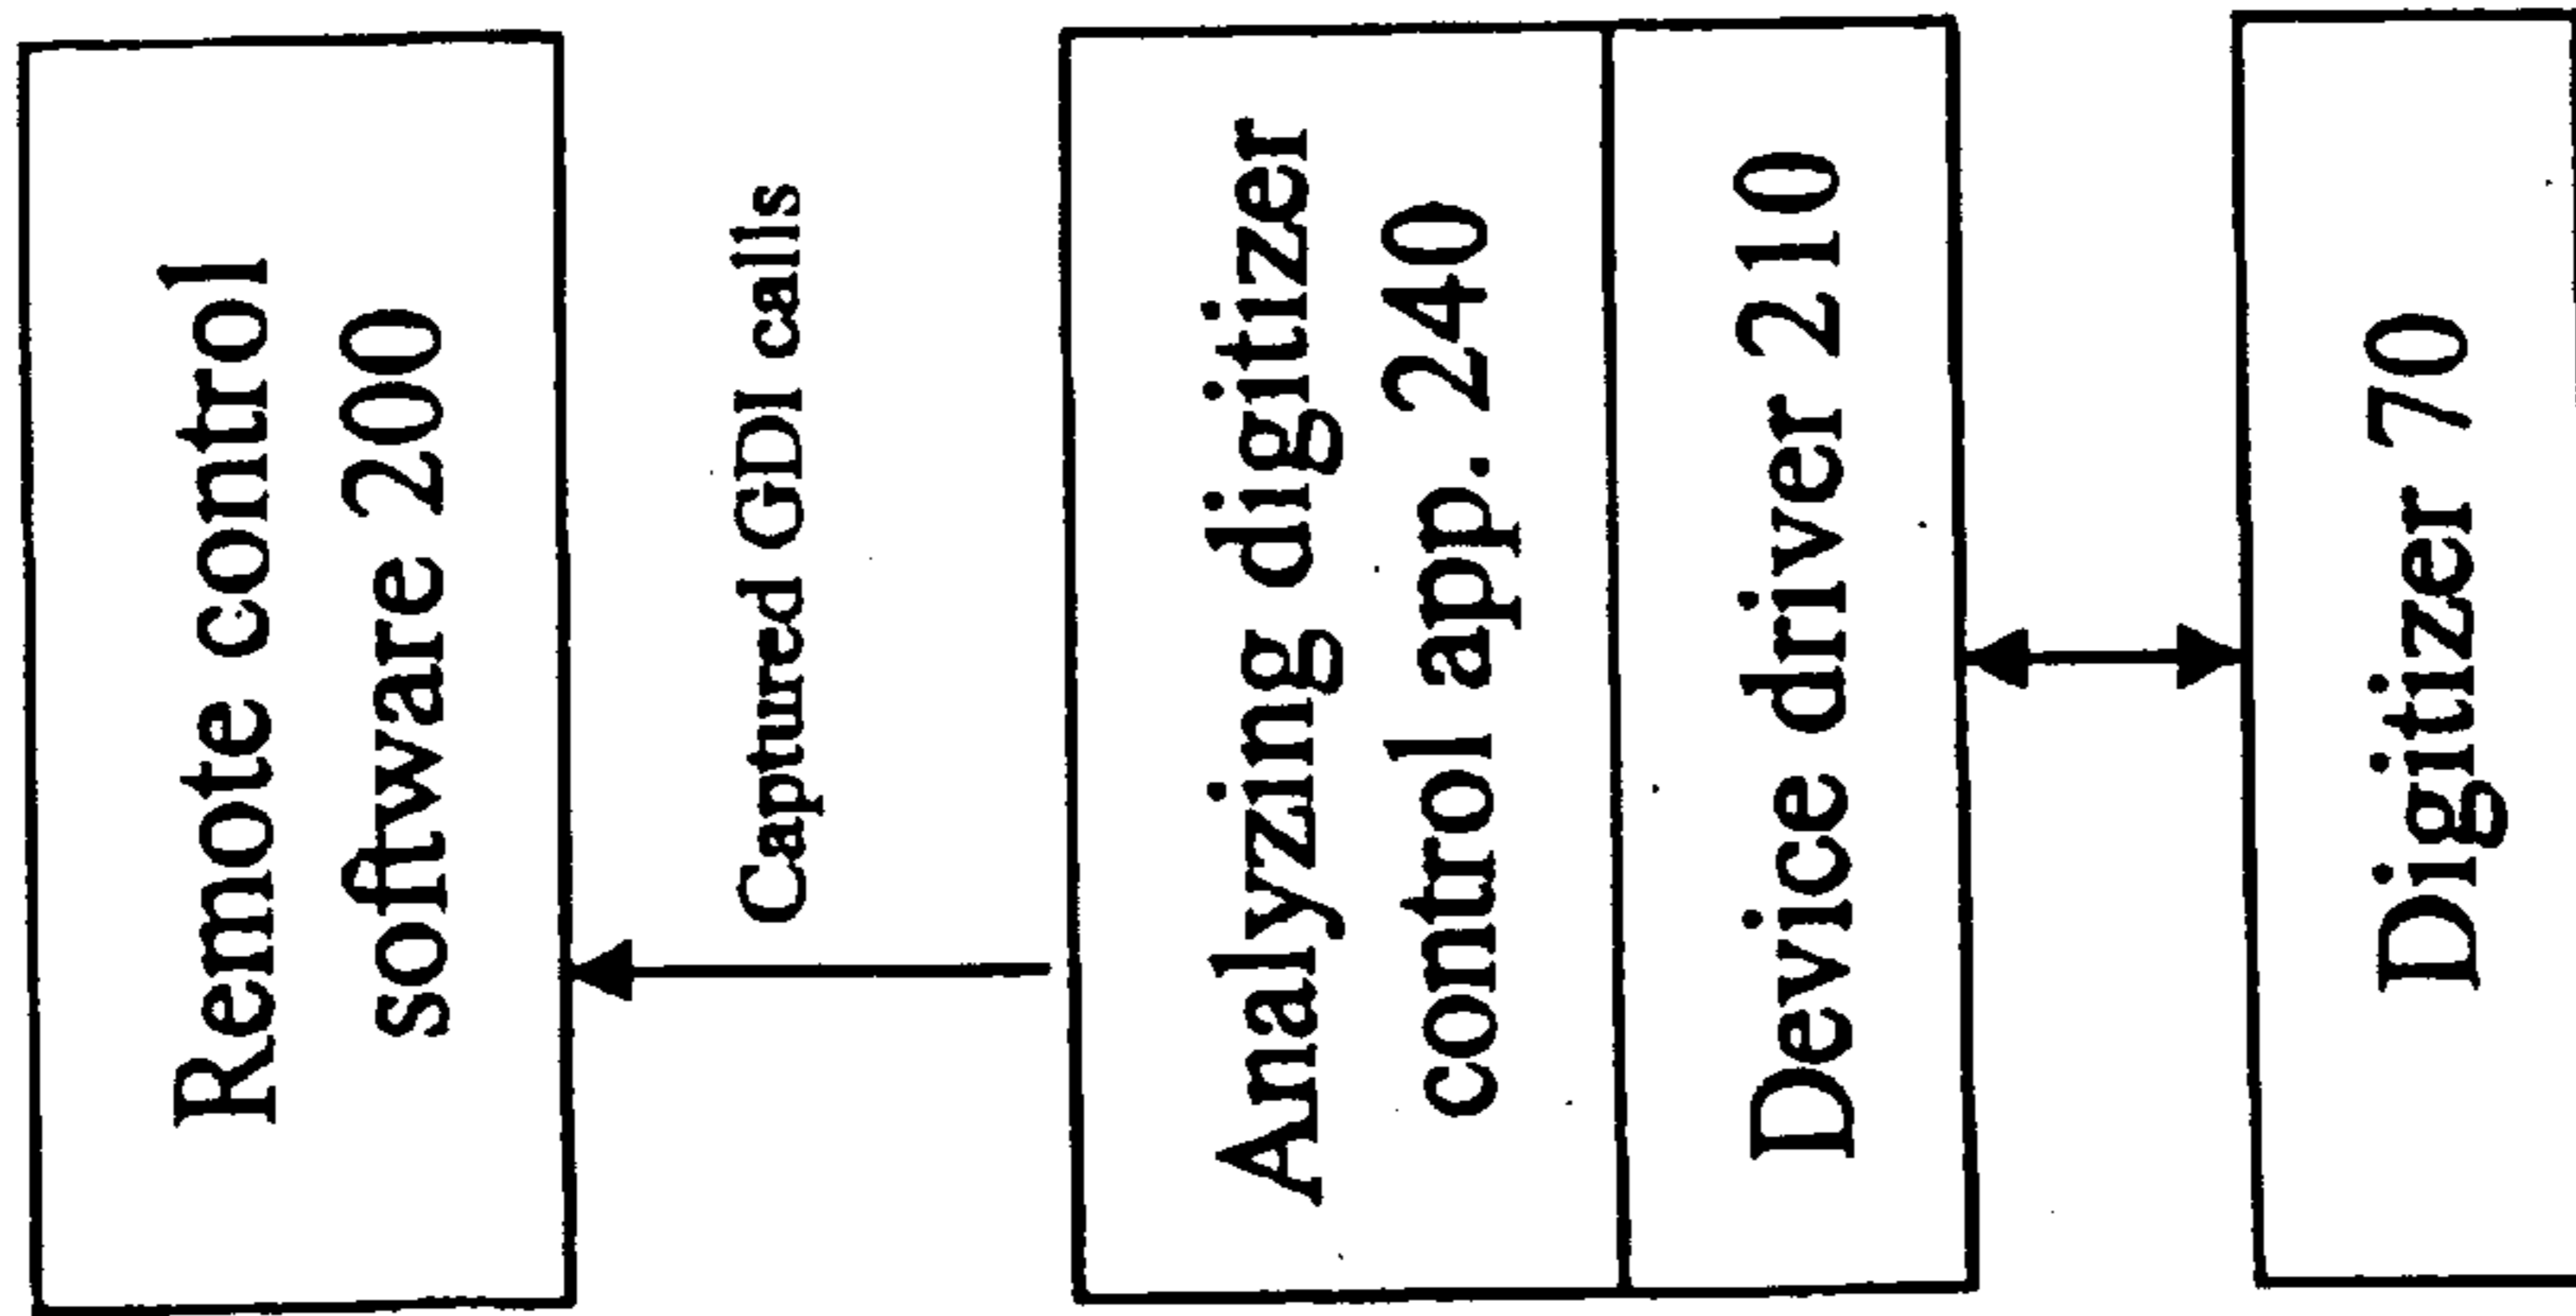 Remote control
software 200
Captured GDI calls
Analyzing digitizer
control app. 240
Device driver 210
Digitizer 70